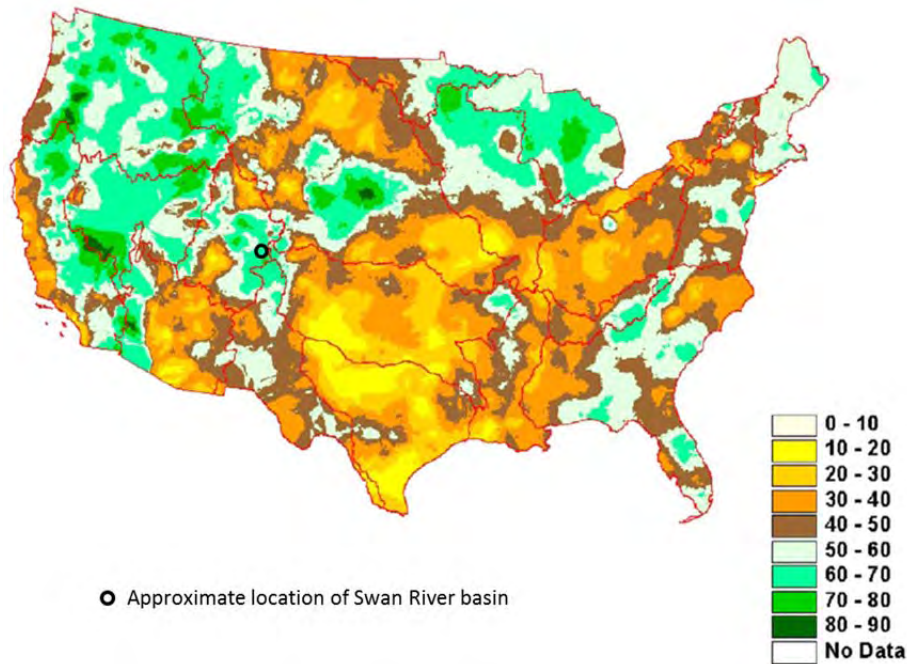 0 - 10
10 - 20
20 - 30
30 - 40
40 - 50
50 - 60
60 - 70
70 - 80
80 - 90
No Data
Approximate location of Swan River basin